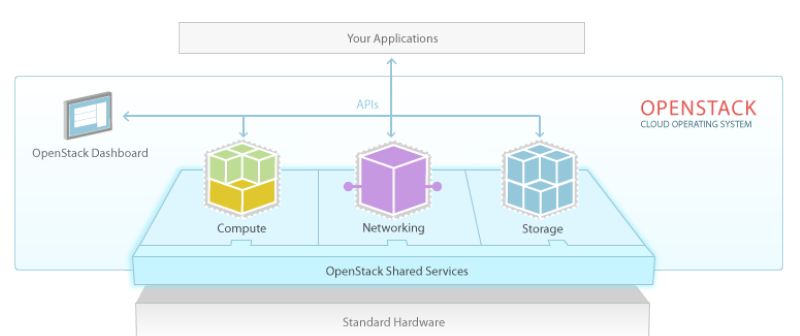 Your Applications
APIs
OPENSTACK
CLOUD OPERATING SYSTEM
OpenStack Dashboard
Compute
Networking
Storage
OpenStack Shared Services
Standard Hardware